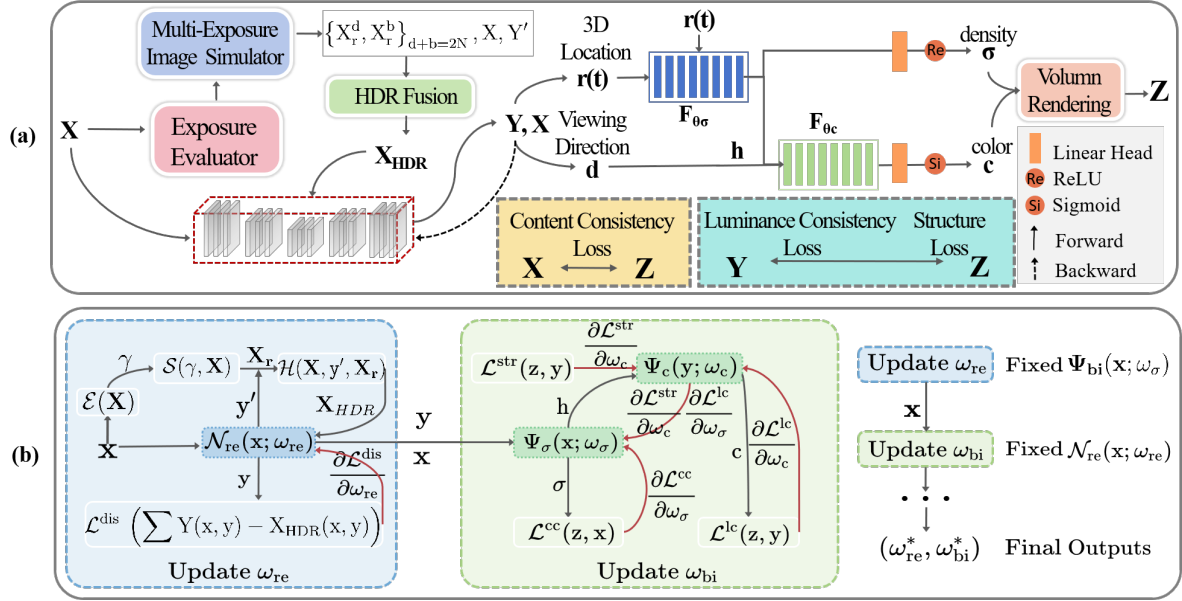 (a)
X
Multi-Exposure
Image Simulator
Exposure
Evaluator
{X_r^d, X_r^b}_{d+b=2N}, X, Y′
HDR Fusion
X_HDR
Y, X
3D
Location
r(t)
Viewing
Direction
d
r(t)
F_θσ
h
F_θc
Re
Si
density
σ
color
c
Volumn
Rendering
Z
Linear Head
Re ReLU
Si Sigmoid
Forward
Backward
Content Consistency
Loss
X Z
Luminance Consistency Structure
Loss Loss
Y Z
(b)
γ
S(γ, X)
X_r
H(X, y′, X_r)
E(X)
y′
X_HDR
x
N_re(x; ω_re)
y
∂L^dis
∂ω_re
L^dis (∑ Y(x, y) − X_HDR(x, y))
Update ω_re
y
x
L^str(z, y)
∂L^str
∂ω_c
Ψ_c(y; ω_c)
h
∂L^str ∂L^lc
∂ω_c ∂ω_σ
Ψ_σ(x; ω_σ)
c
∂L^lc
∂ω_c
σ
∂L^cc
∂ω_σ
L^cc(z, x)
L^lc(z, y)
Update ω_bi
Update ω_re Fixed Ψ_bi(x; ω_σ)
x
Update ω_bi Fixed N_re(x; ω_re)
· · ·
(ω_re^*, ω_bi^*) Final Outputs